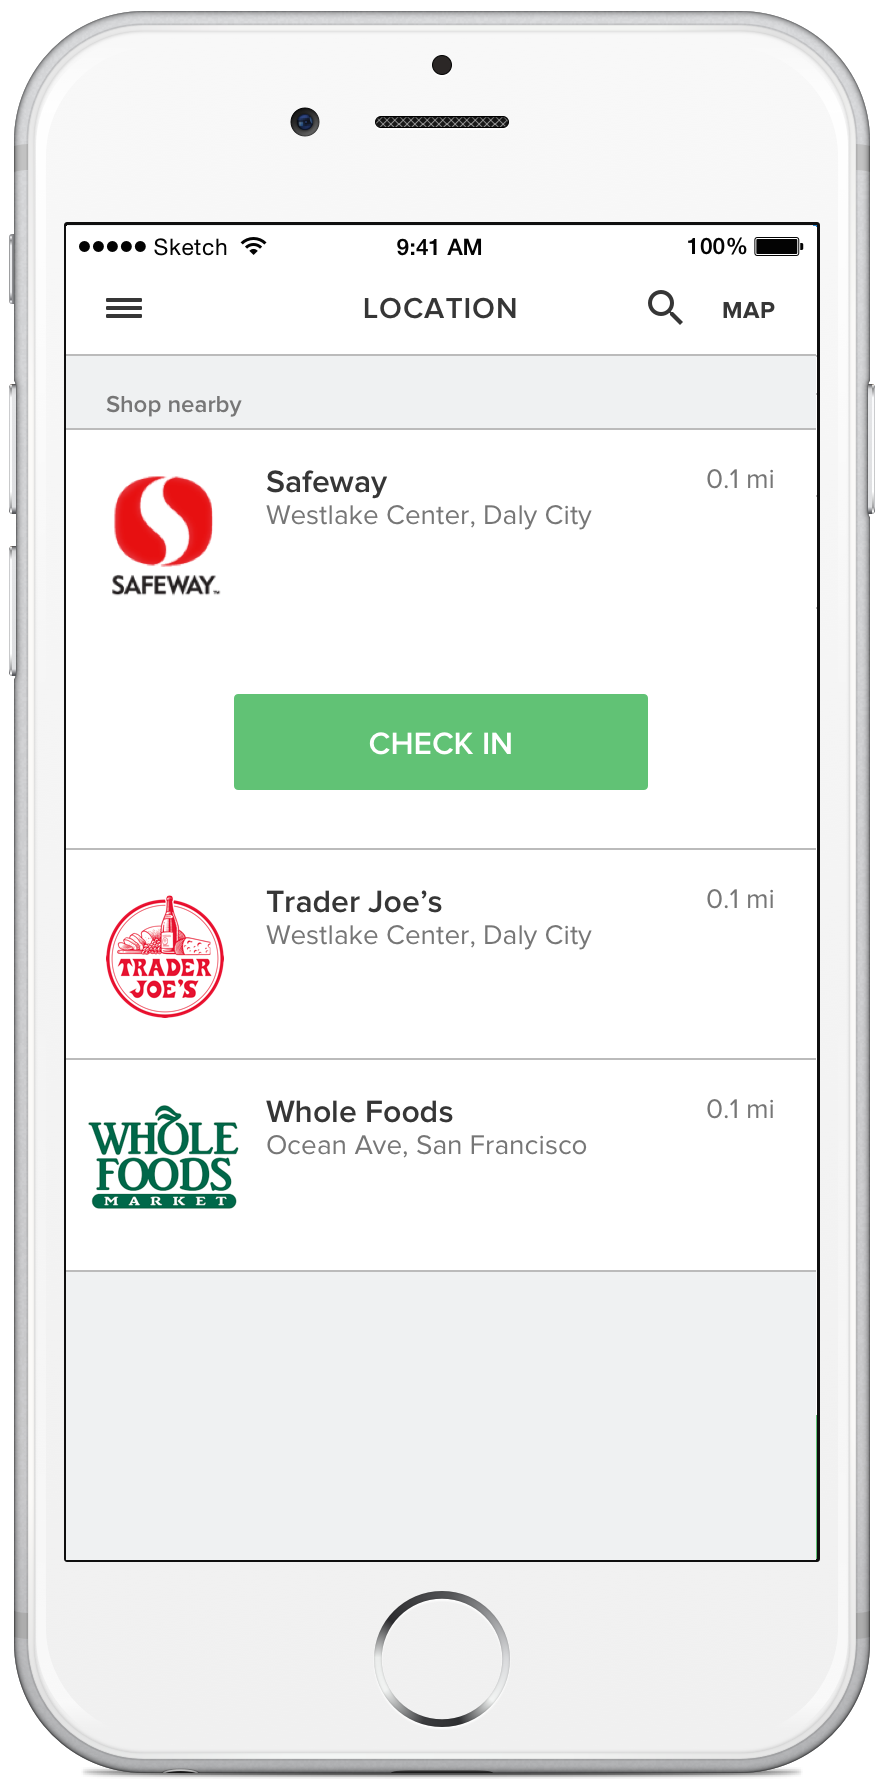 ●●●●● Sketch 9:41 AM 100%
LOCATION MAP
Shop nearby
Safeway 0.1 mi
Westlake Center, Daly City
SAFEWAY™
CHECK IN
Trader Joe’s 0.1 mi
Westlake Center, Daly City
TRADER
JOE'S
Whole Foods 0.1 mi
Ocean Ave, San Francisco
WHOLE
FOODS
MARKET